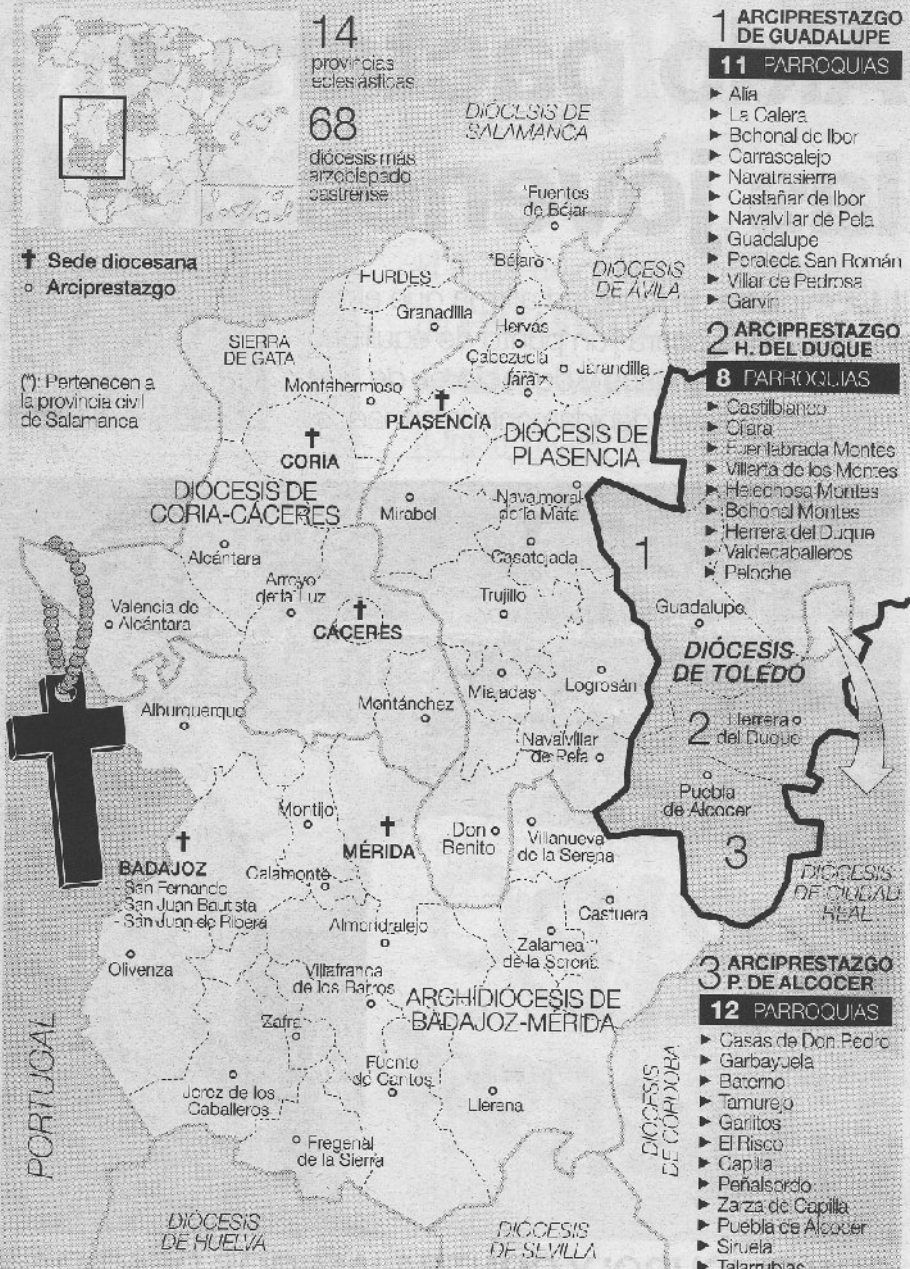 14
provincias
eclesiásticas
68
diócesis más
arzobispado
castrense
✝ Sede diocesana
○ Arciprestazgo
(*): Pertenecen a
la provincia civil
de Salamanca
DIÓCESIS DE
SALAMANCA
*Fuentes
de Béjar
*Béjar
DIÓCESIS
DE ÁVILA
HURDES
Granadilla
Hervás
SIERRA
DE GATA
Cabezuela
Jaraíz
Jarandilla
Montehermoso
PLASENCIA
CORIA
DIÓCESIS DE
PLASENCIA
DIÓCESIS DE
CORIA-CÁCERES
Mirabel
Navalmoral
de la Mata
Alcántara
Casatejada
Arroyo
de la Luz
Trujillo
Valencia de
Alcántara
CÁCERES
1
Guadalupe
DIÓCESIS
DE TOLEDO
Alburquerque
Montánchez
Miajadas
Logrosán
2
Herrera
del Duque
Navalvillar
de Pela
Puebla
de Alcocer
Montijo
MÉRIDA
Don
Benito
Villanueva
de la Serena
3
BADAJOZ
- San Fernando
- San Juan Bautista
- San Juan de Ribera
Calamonte
DIÓCESIS
DE CIUDAD
REAL
Almendralejo
Castuera
Zalamea
de la Serena
Olivenza
Villafranca
de los Barros
ARCHIDIÓCESIS DE
BADAJOZ-MÉRIDA
Zafra
Fuente
de Cantos
Jerez de los
Caballeros
Llerena
Fregenal
de la Sierra
PORTUGAL
DIÓCESIS
DE CÓRDOBA
DIÓCESIS
DE HUELVA
DIÓCESIS
DE SEVILLA
1 ARCIPRESTAZGO
DE GUADALUPE
11 PARROQUIAS
▶ Alía
▶ La Calera
▶ Bohonal de Ibor
▶ Carrascalejo
▶ Navatrasierra
▶ Castañar de Ibor
▶ Navalvillar de Pela
▶ Guadalupe
▶ Peraleda San Román
▶ Villar de Pedrosa
▶ Garvín
2 ARCIPRESTAZGO
H. DEL DUQUE
8 PARROQUIAS
▶ Castilblanco
▶
▶ Fuenlabrada Montes
▶ Villarta de los Montes
▶ Helechosa Montes
▶ Bohonal Montes
▶ Herrera del Duque
▶ Valdecaballeros
▶ Peloche
3 ARCIPRESTAZGO
P. DE ALCOCER
12 PARROQUIAS
▶ Casas de Don Pedro
▶ Garbayuela
▶ Baterno
▶ Tamurejo
▶ Garlitos
▶ El Risco
▶ Capilla
▶ Peñalsordo
▶ Zarza de Capilla
▶ Puebla de Alcocer
▶ Siruela
▶ Talarrubias